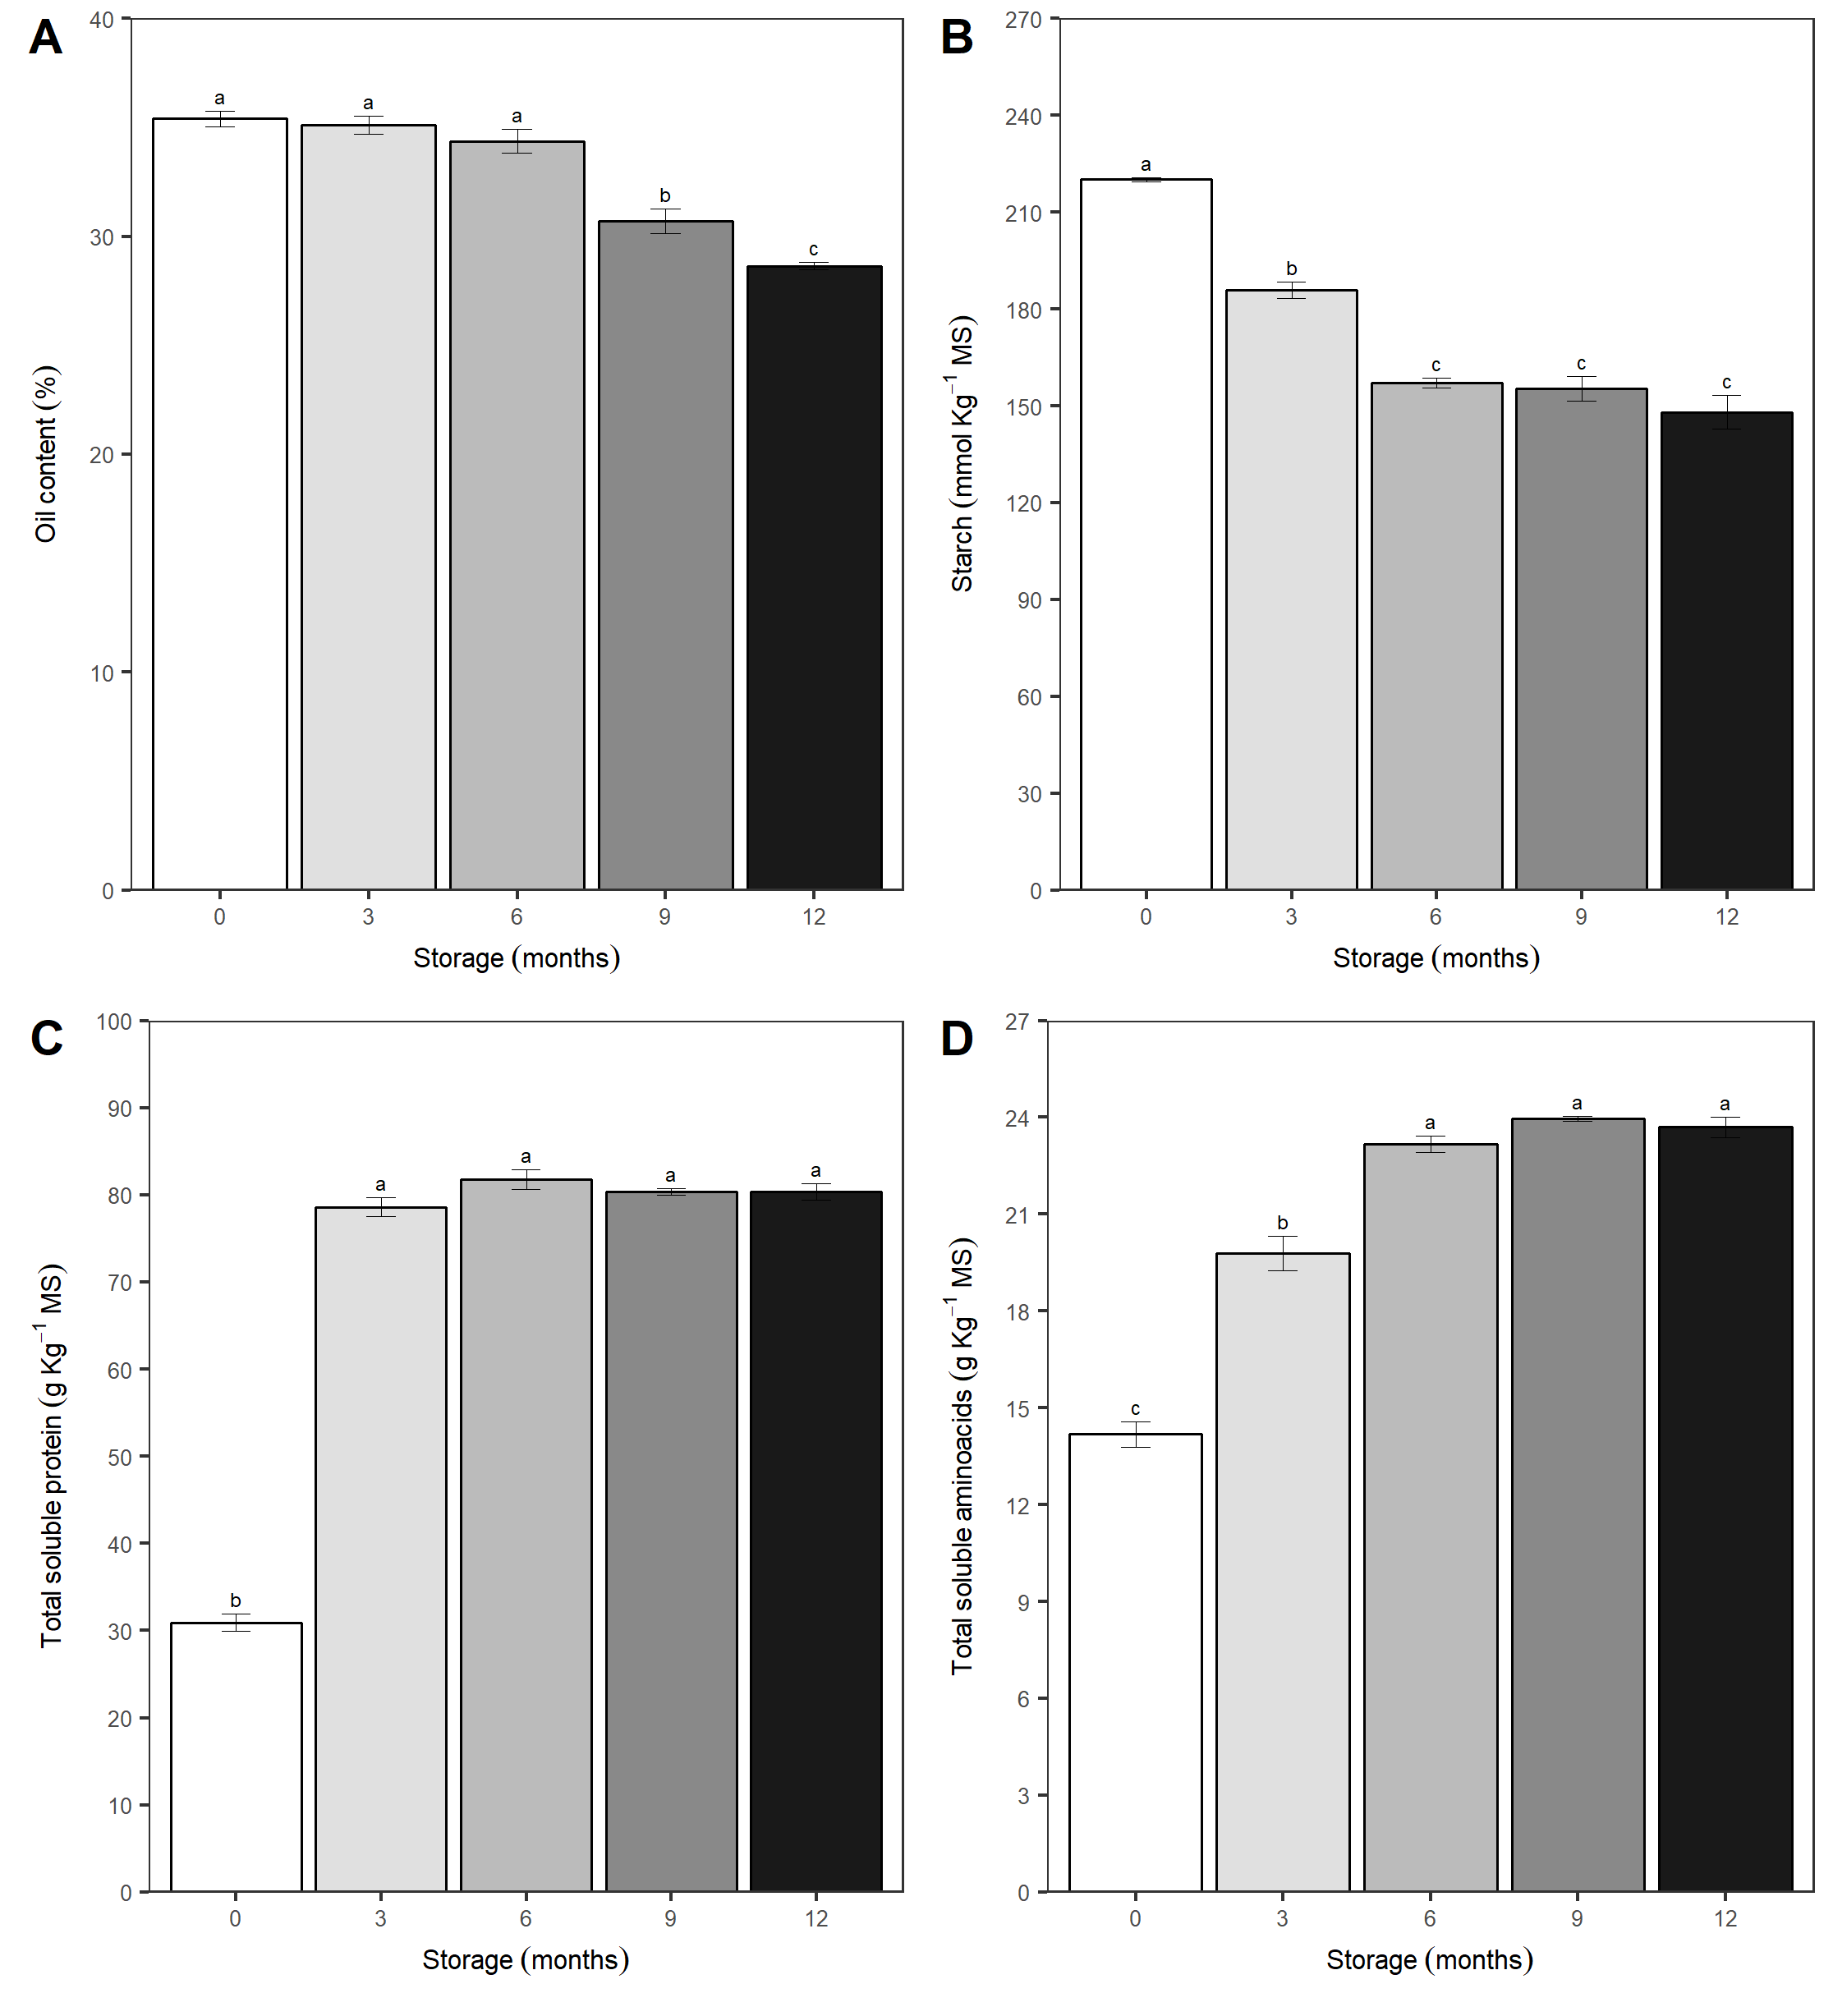 A
40
30
20
10
0
Oil content (%)
a
a
a
b
c
0 3 6 9 12
Storage (months)
B
270
240
210
180
150
120
90
60
30
0
Starch (mmol Kg⁻¹ MS)
a
b
c
c
c
0 3 6 9 12
Storage (months)
C
100
90
80
70
60
50
40
30
20
10
0
Total soluble protein (g Kg⁻¹ MS)
b
a
a
a
a
0 3 6 9 12
Storage (months)
D
27
24
21
18
15
12
9
6
3
0
Total soluble aminoacids (g Kg⁻¹ MS)
c
b
a
a
a
0 3 6 9 12
Storage (months)